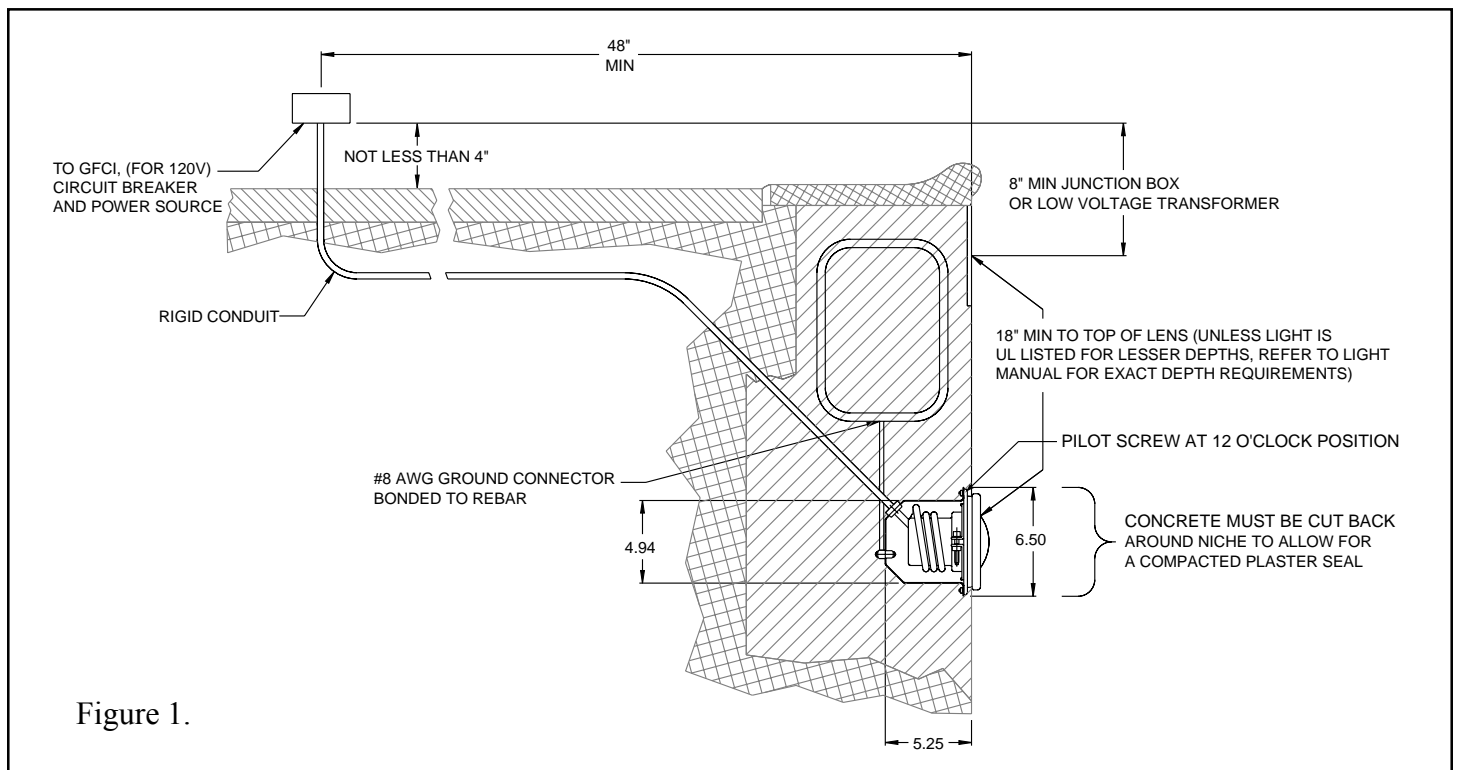 48"
MIN
TO GFCI, (FOR 120V)
CIRCUIT BREAKER
AND POWER SOURCE
NOT LESS THAN 4"
8" MIN JUNCTION BOX
OR LOW VOLTAGE TRANSFORMER
RIGID CONDUIT
18" MIN TO TOP OF LENS (UNLESS LIGHT IS
UL LISTED FOR LESSER DEPTHS, REFER TO LIGHT
MANUAL FOR EXACT DEPTH REQUIREMENTS)
PILOT SCREW AT 12 O'CLOCK POSITION
#8 AWG GROUND CONNECTOR
BONDED TO REBAR
4.94
6.50
CONCRETE MUST BE CUT BACK
AROUND NICHE TO ALLOW FOR
A COMPACTED PLASTER SEAL
Figure 1.
5.25